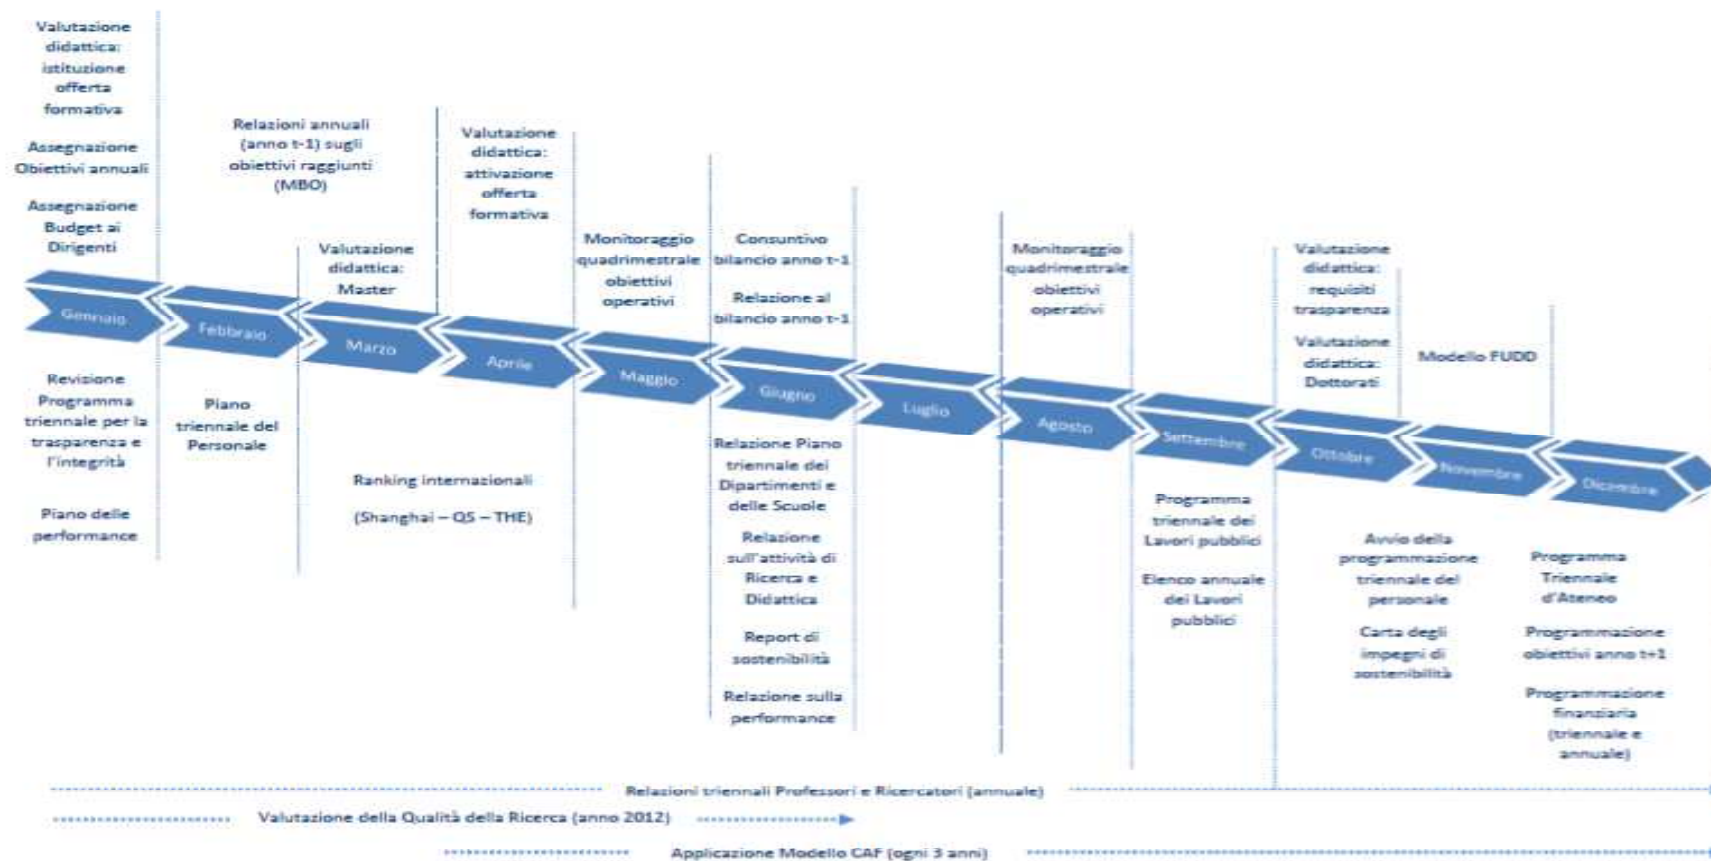 Valutazione
didattica:
istituzione
offerta
formativa
Assegnazione
Obiettivi annuali
Assegnazione
Budget ai
Dirigenti
Relazioni annuali
(anno t-1) sugli
obiettivi raggiunti
(MBO)
Valutazione
didattica:
Master
Valutazione
didattica:
attivazione
offerta
formativa
Monitoraggio
quadrimestrale
obiettivi
operativi
Consuntivo
bilancio anno t-1
Relazione al
bilancio anno t-1
Monitoraggio
quadrimestrale
obiettivi
operativi
Valutazione
didattica:
requisiti
trasparenza
Valutazione
didattica:
Dottorati
Modello FUDD
Gennaio
Febbraio
Marzo
Aprile
Maggio
Giugno
Luglio
Agosto
Settembre
Ottobre
Novembre
Dicembre
Revisione
Programma
triennale per la
trasparenza e
l'integrità
Piano delle
performance
Piano
triennale del
Personale
Ranking internazionali
(Shanghai – QS – THE)
Relazione Piano
triennale dei
Dipartimenti e
delle Scuole
Relazione
sull'attività di
Ricerca e
Didattica
Report di
sostenibilità
Relazione sulla
performance
Programma
triennale dei
Lavori pubblici
Elenco annuale
dei Lavori
pubblici
Avvio della
programmazione
triennale del
personale
Carta degli
impegni di
sostenibilità
Programma
Triennale
d'Ateneo
Programmazione
obiettivi anno t+1
Programmazione
finanziaria
(triennale e
annuale)
Relazioni triennali Professori e Ricercatori (annuale)
Valutazione della Qualità della Ricerca (anno 2012)
Applicazione Modello CAF (ogni 3 anni)